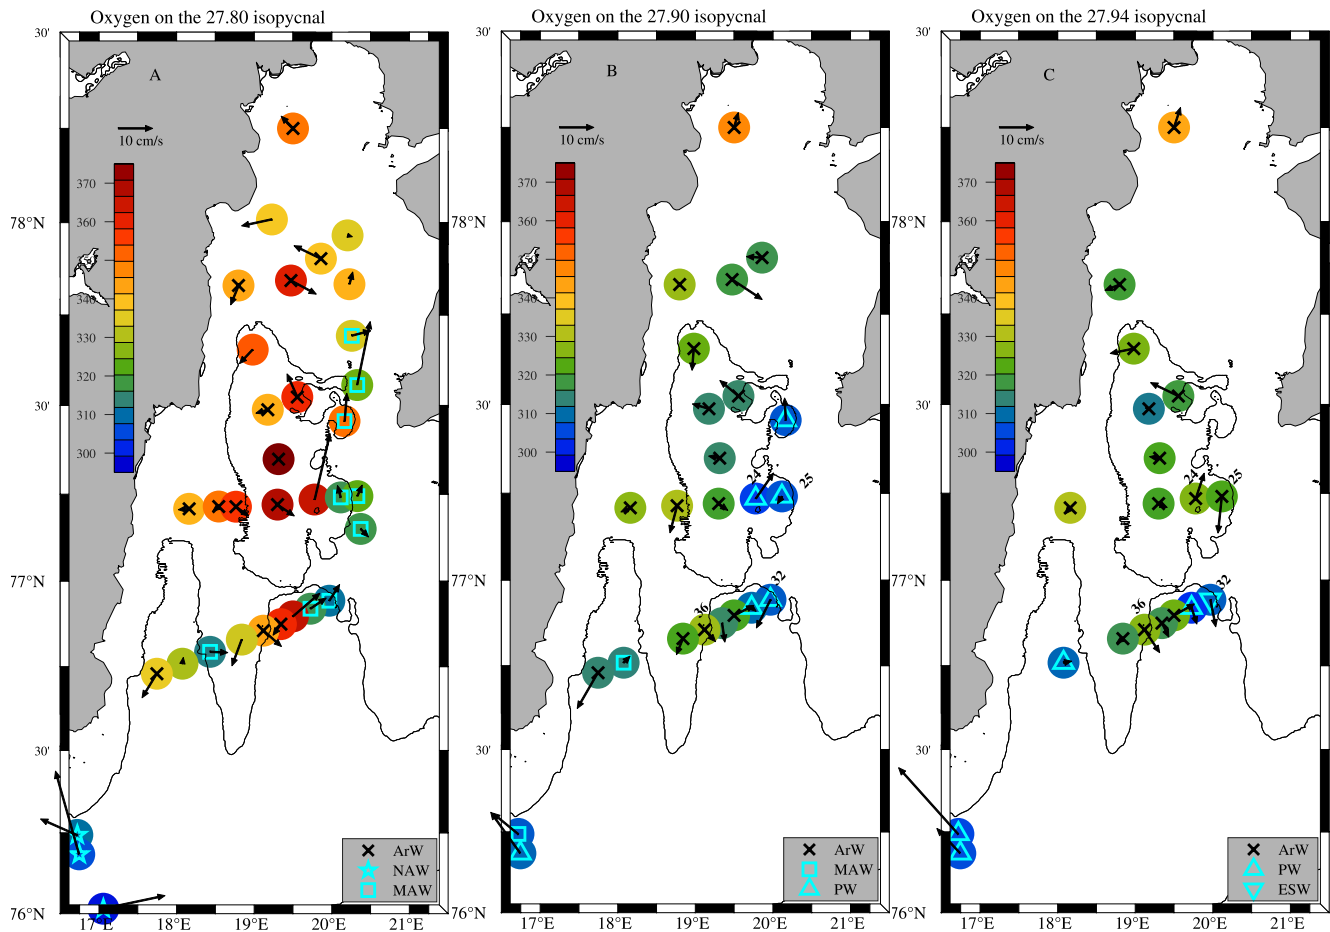 Oxygen on the 27.80 isopycnal
30'
A
10 cm/s
370
360
340
330
320
310
300
78°N
30'
77°N
30'
76°N
17°E
18°E
19°E
20°E
21°E
ArW
NAW
MAW
Oxygen on the 27.90 isopycnal
30'
B
10 cm/s
370
360
340
330
320
310
300
78°N
30'
77°N
30'
76°N
24
25
32
36
17°E
18°E
19°E
20°E
21°E
ArW
MAW
PW
Oxygen on the 27.94 isopycnal
30'
C
10 cm/s
370
360
340
330
320
310
300
78°N
30'
77°N
30'
76°N
25
32
36
17°E
18°E
19°E
20°E
21°E
ArW
PW
ESW